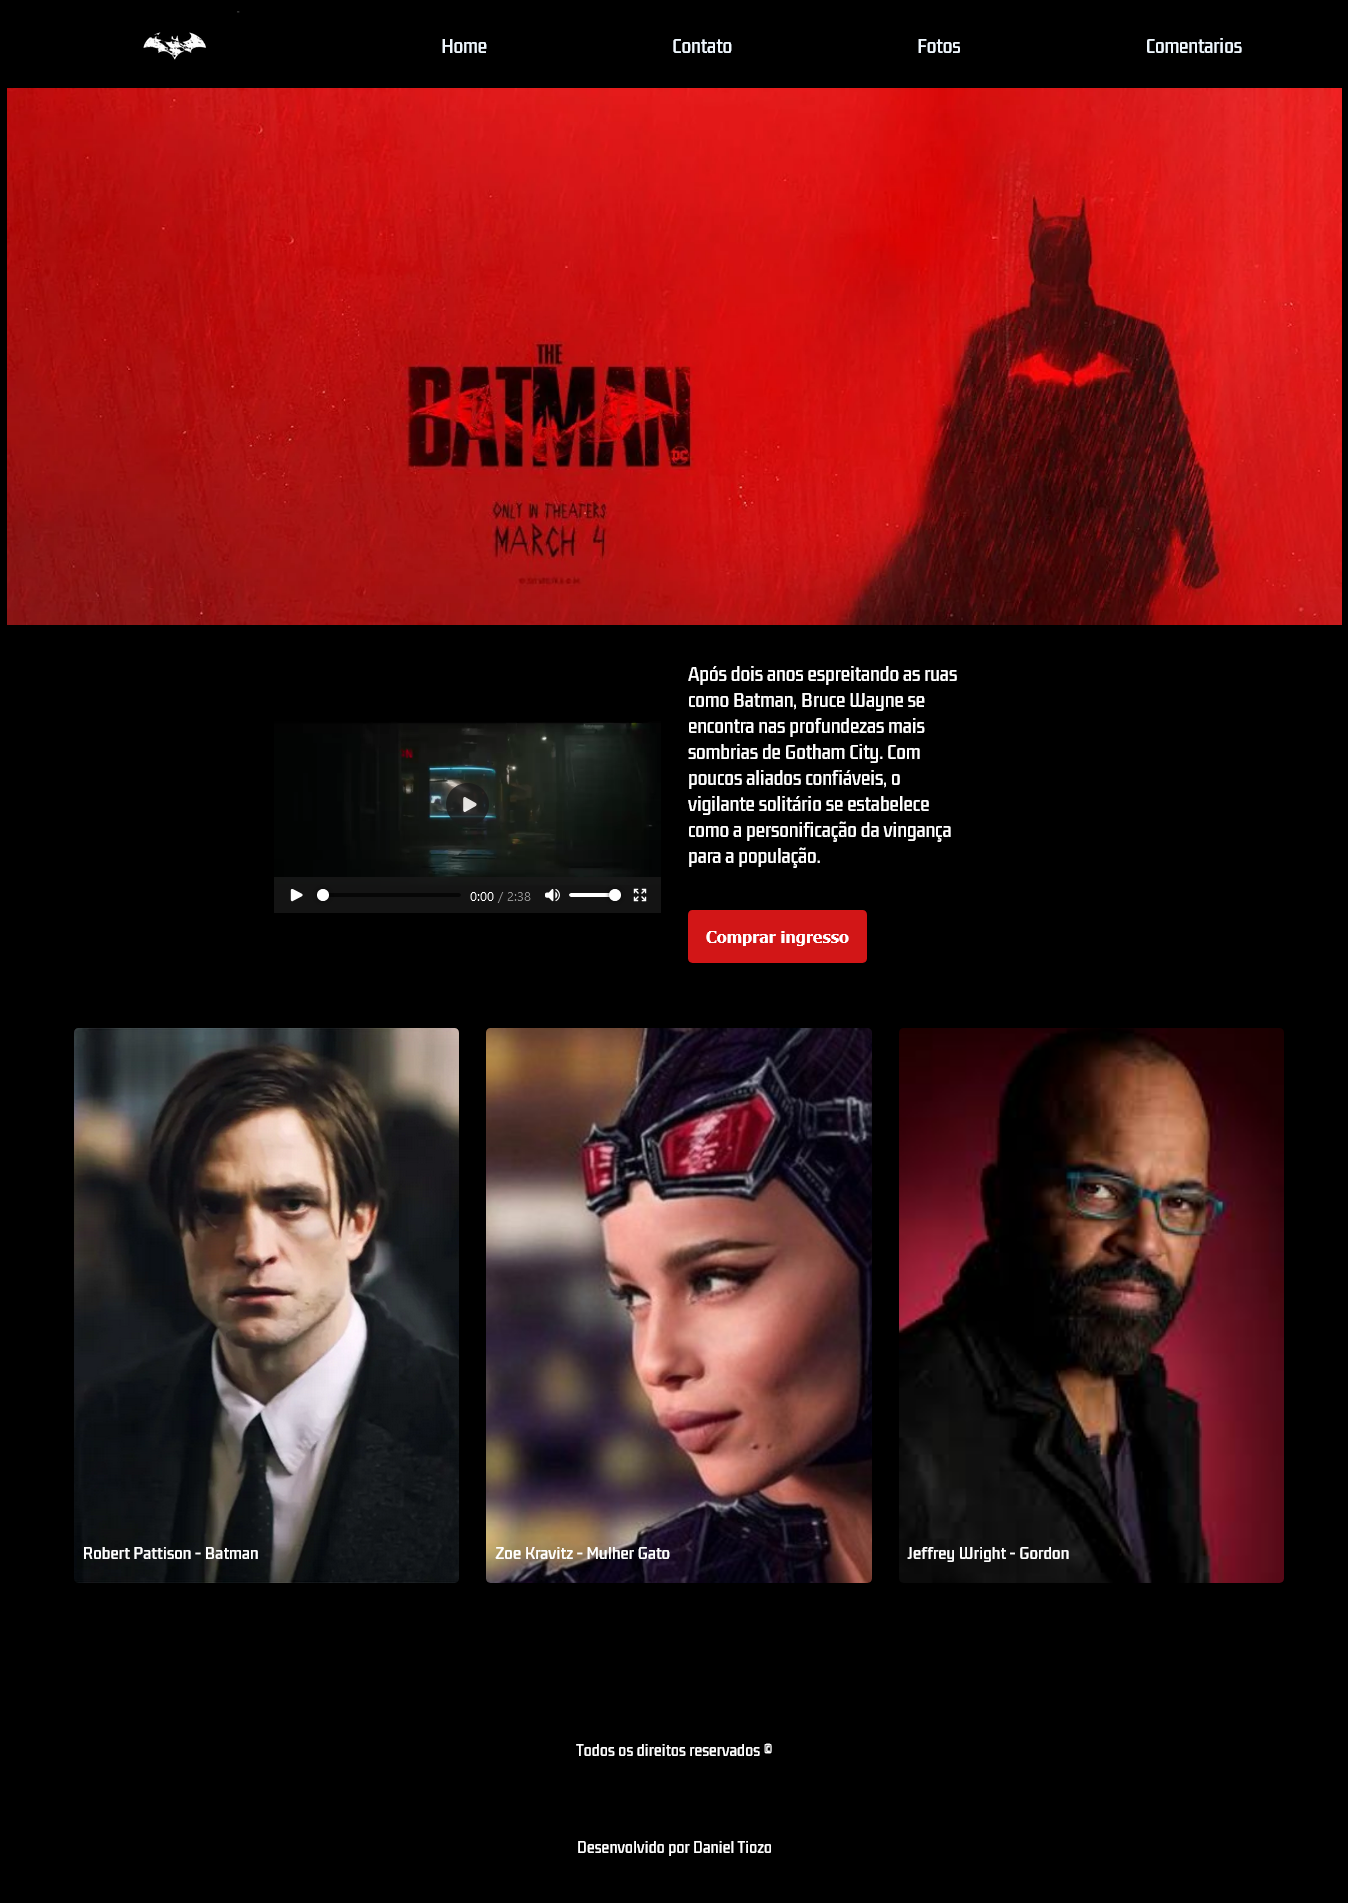 Home Contato Fotos Comentarios
THE
BATMAN
DC
ONLY IN THEATERS
MARCH 4
Após dois anos espreitando as ruas
como Batman, Bruce Wayne se
encontra nas profundezas mais
sombrias de Gotham City. Com
poucos aliados confiáveis, o
vigilante solitário se estabelece
como a personificação da vingança
para a população.
0:00 / 2:38
Comprar ingresso
Robert Pattison - Batman
Zoe Kravitz - Mulher Gato
Jeffrey Wright - Gordon
Todos os direitos reservados ©
Desenvolvido por Daniel Tiozo